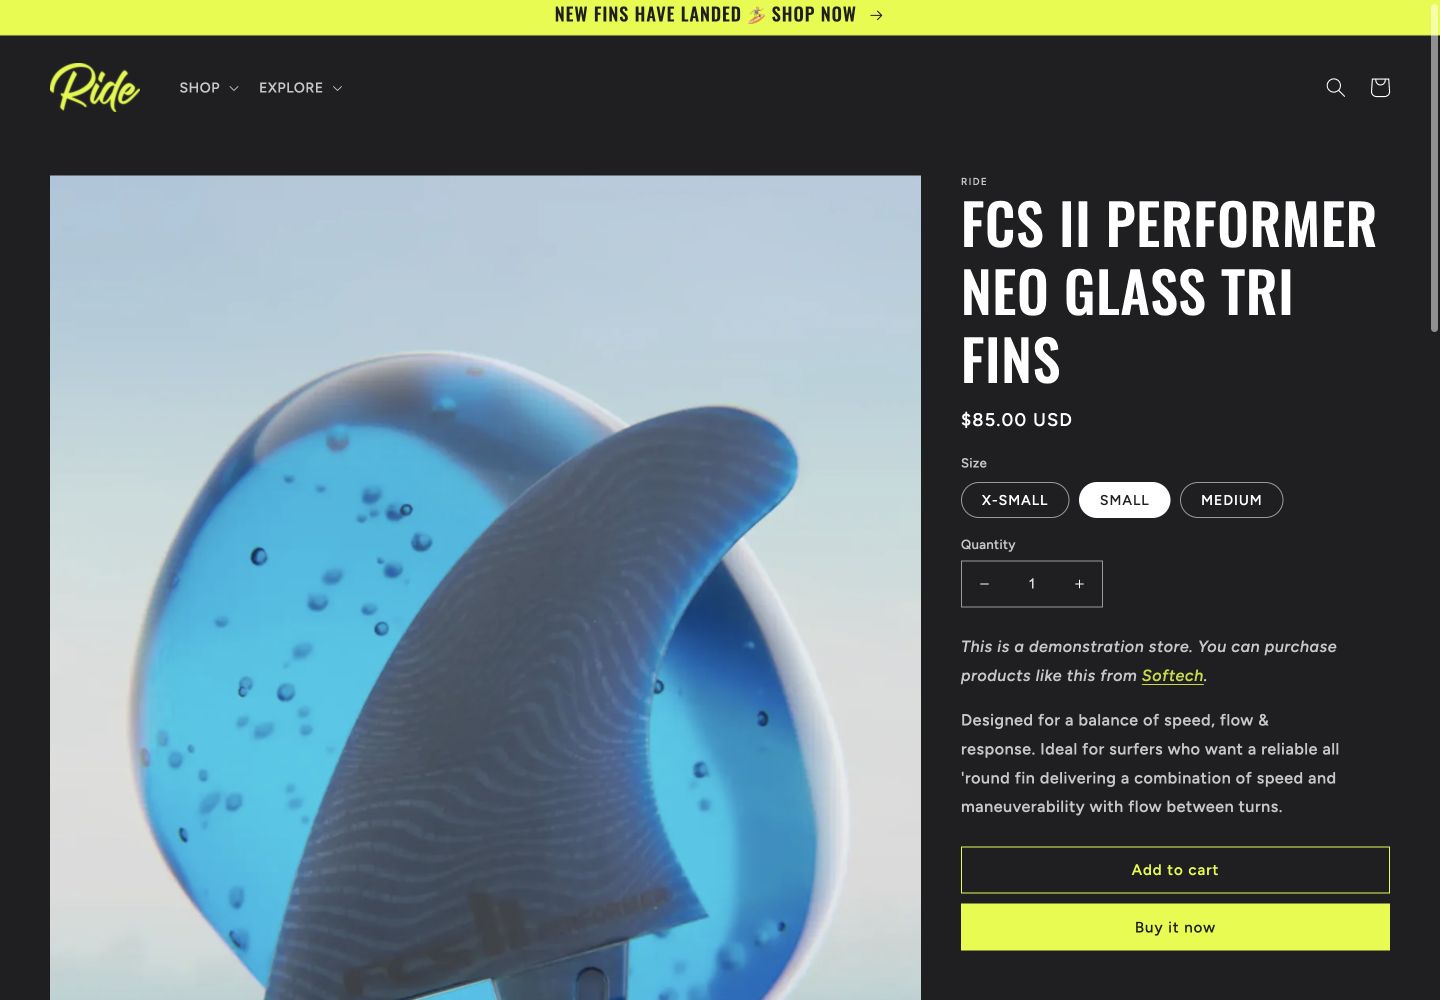 NEW FINS HAVE LANDED 🏄 SHOP NOW →
Ride
SHOP
EXPLORE
RIDE
FCS II PERFORMER
NEO GLASS TRI
FINS
$85.00 USD
Size
X-SMALL
SMALL
MEDIUM
Quantity
− 1 +
This is a demonstration store. You can purchase
products like this from Softech.
Designed for a balance of speed, flow &
response. Ideal for surfers who want a reliable all
'round fin delivering a combination of speed and
maneuverability with flow between turns.
Add to cart
Buy it now
FCS II PERFORMER